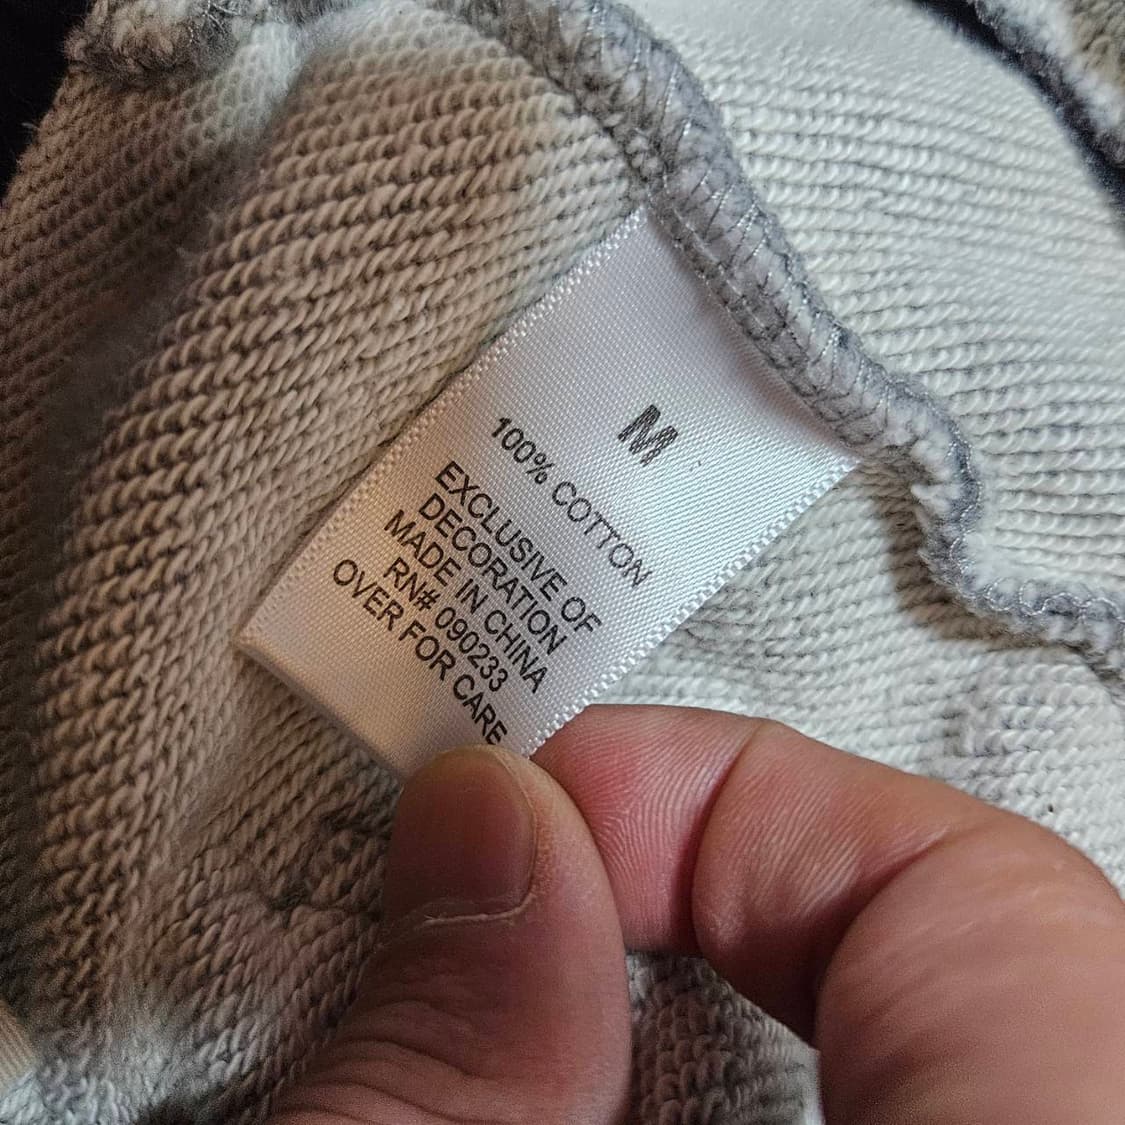 M
100% COTTON
EXCLUSIVE OF
DECORATION
MADE IN CHINA
RN# 090233
OVER FOR CARE